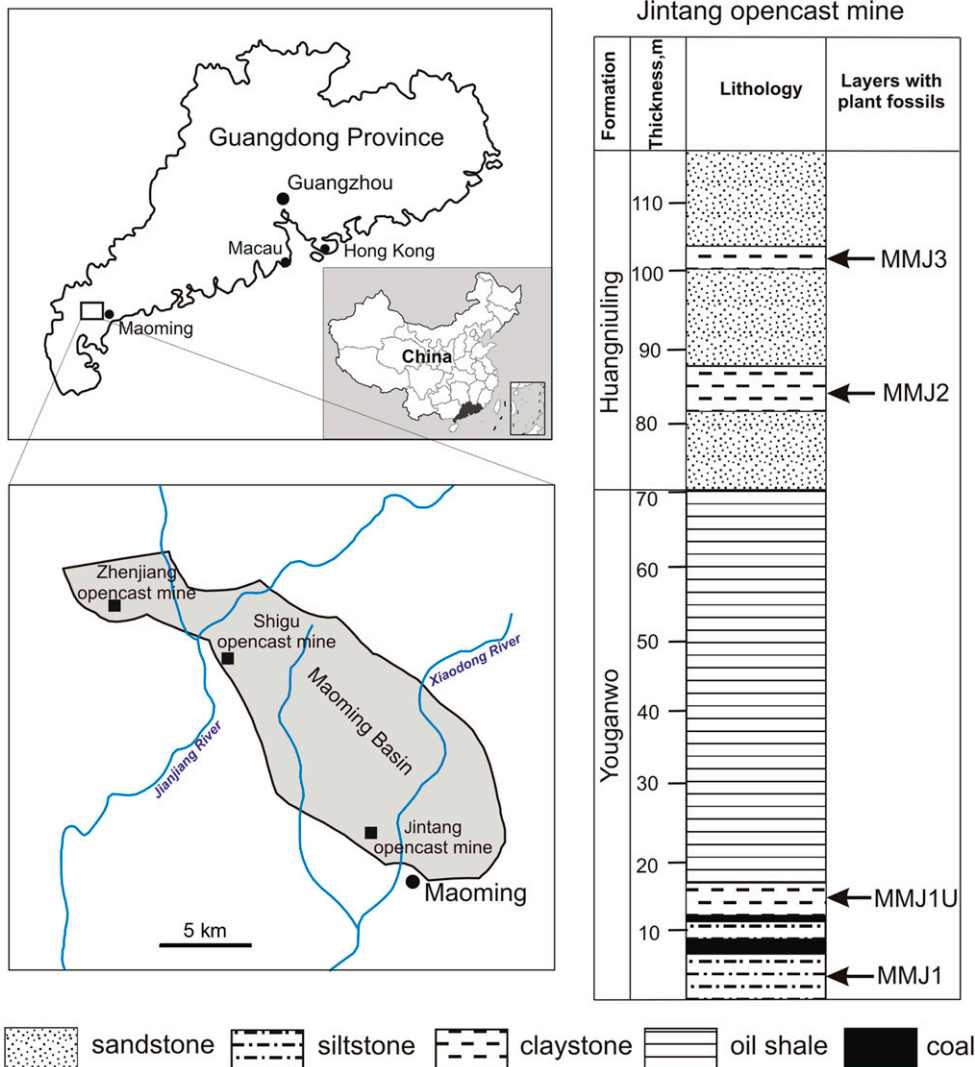 Guangdong Province
Guangzhou
Macau
Hong Kong
Maoming
China
Zhenjiang
opencast mine
Shigu
opencast mine
Xiaodong River
Maoming Basin
Jianjiang River
Jintang
opencast mine
Maoming
5 km
Jintang opencast mine
Formation
Thickness,m
Lithology
Layers with
plant fossils
Huangniuling
110
MMJ3
100
90
MMJ2
80
Youganwo
70
60
50
40
30
20
MMJ1U
10
MMJ1
sandstone
siltstone
claystone
oil shale
coal